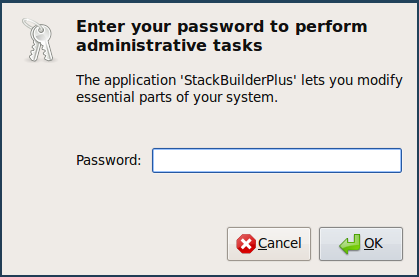 Enter your password to perform
administrative tasks
The application 'StackBuilderPlus' lets you modify
essential parts of your system.
Password:
Cancel
OK